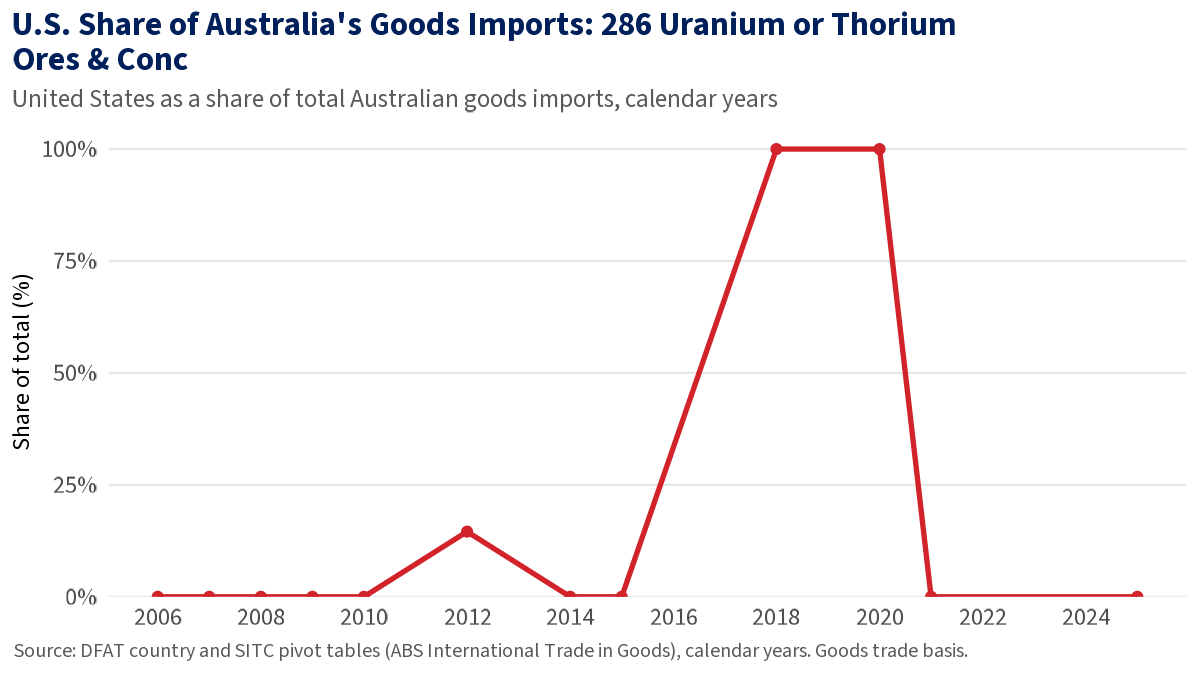 U.S. Share of Australia's Goods Imports: 286 Uranium or Thorium
Ores & Conc
United States as a share of total Australian goods imports, calendar years
Share of total (%)
100%
75%
50%
25%
0%
2006 2008 2010 2012 2014 2016 2018 2020 2022 2024
Source: DFAT country and SITC pivot tables (ABS International Trade in Goods), calendar years. Goods trade basis.